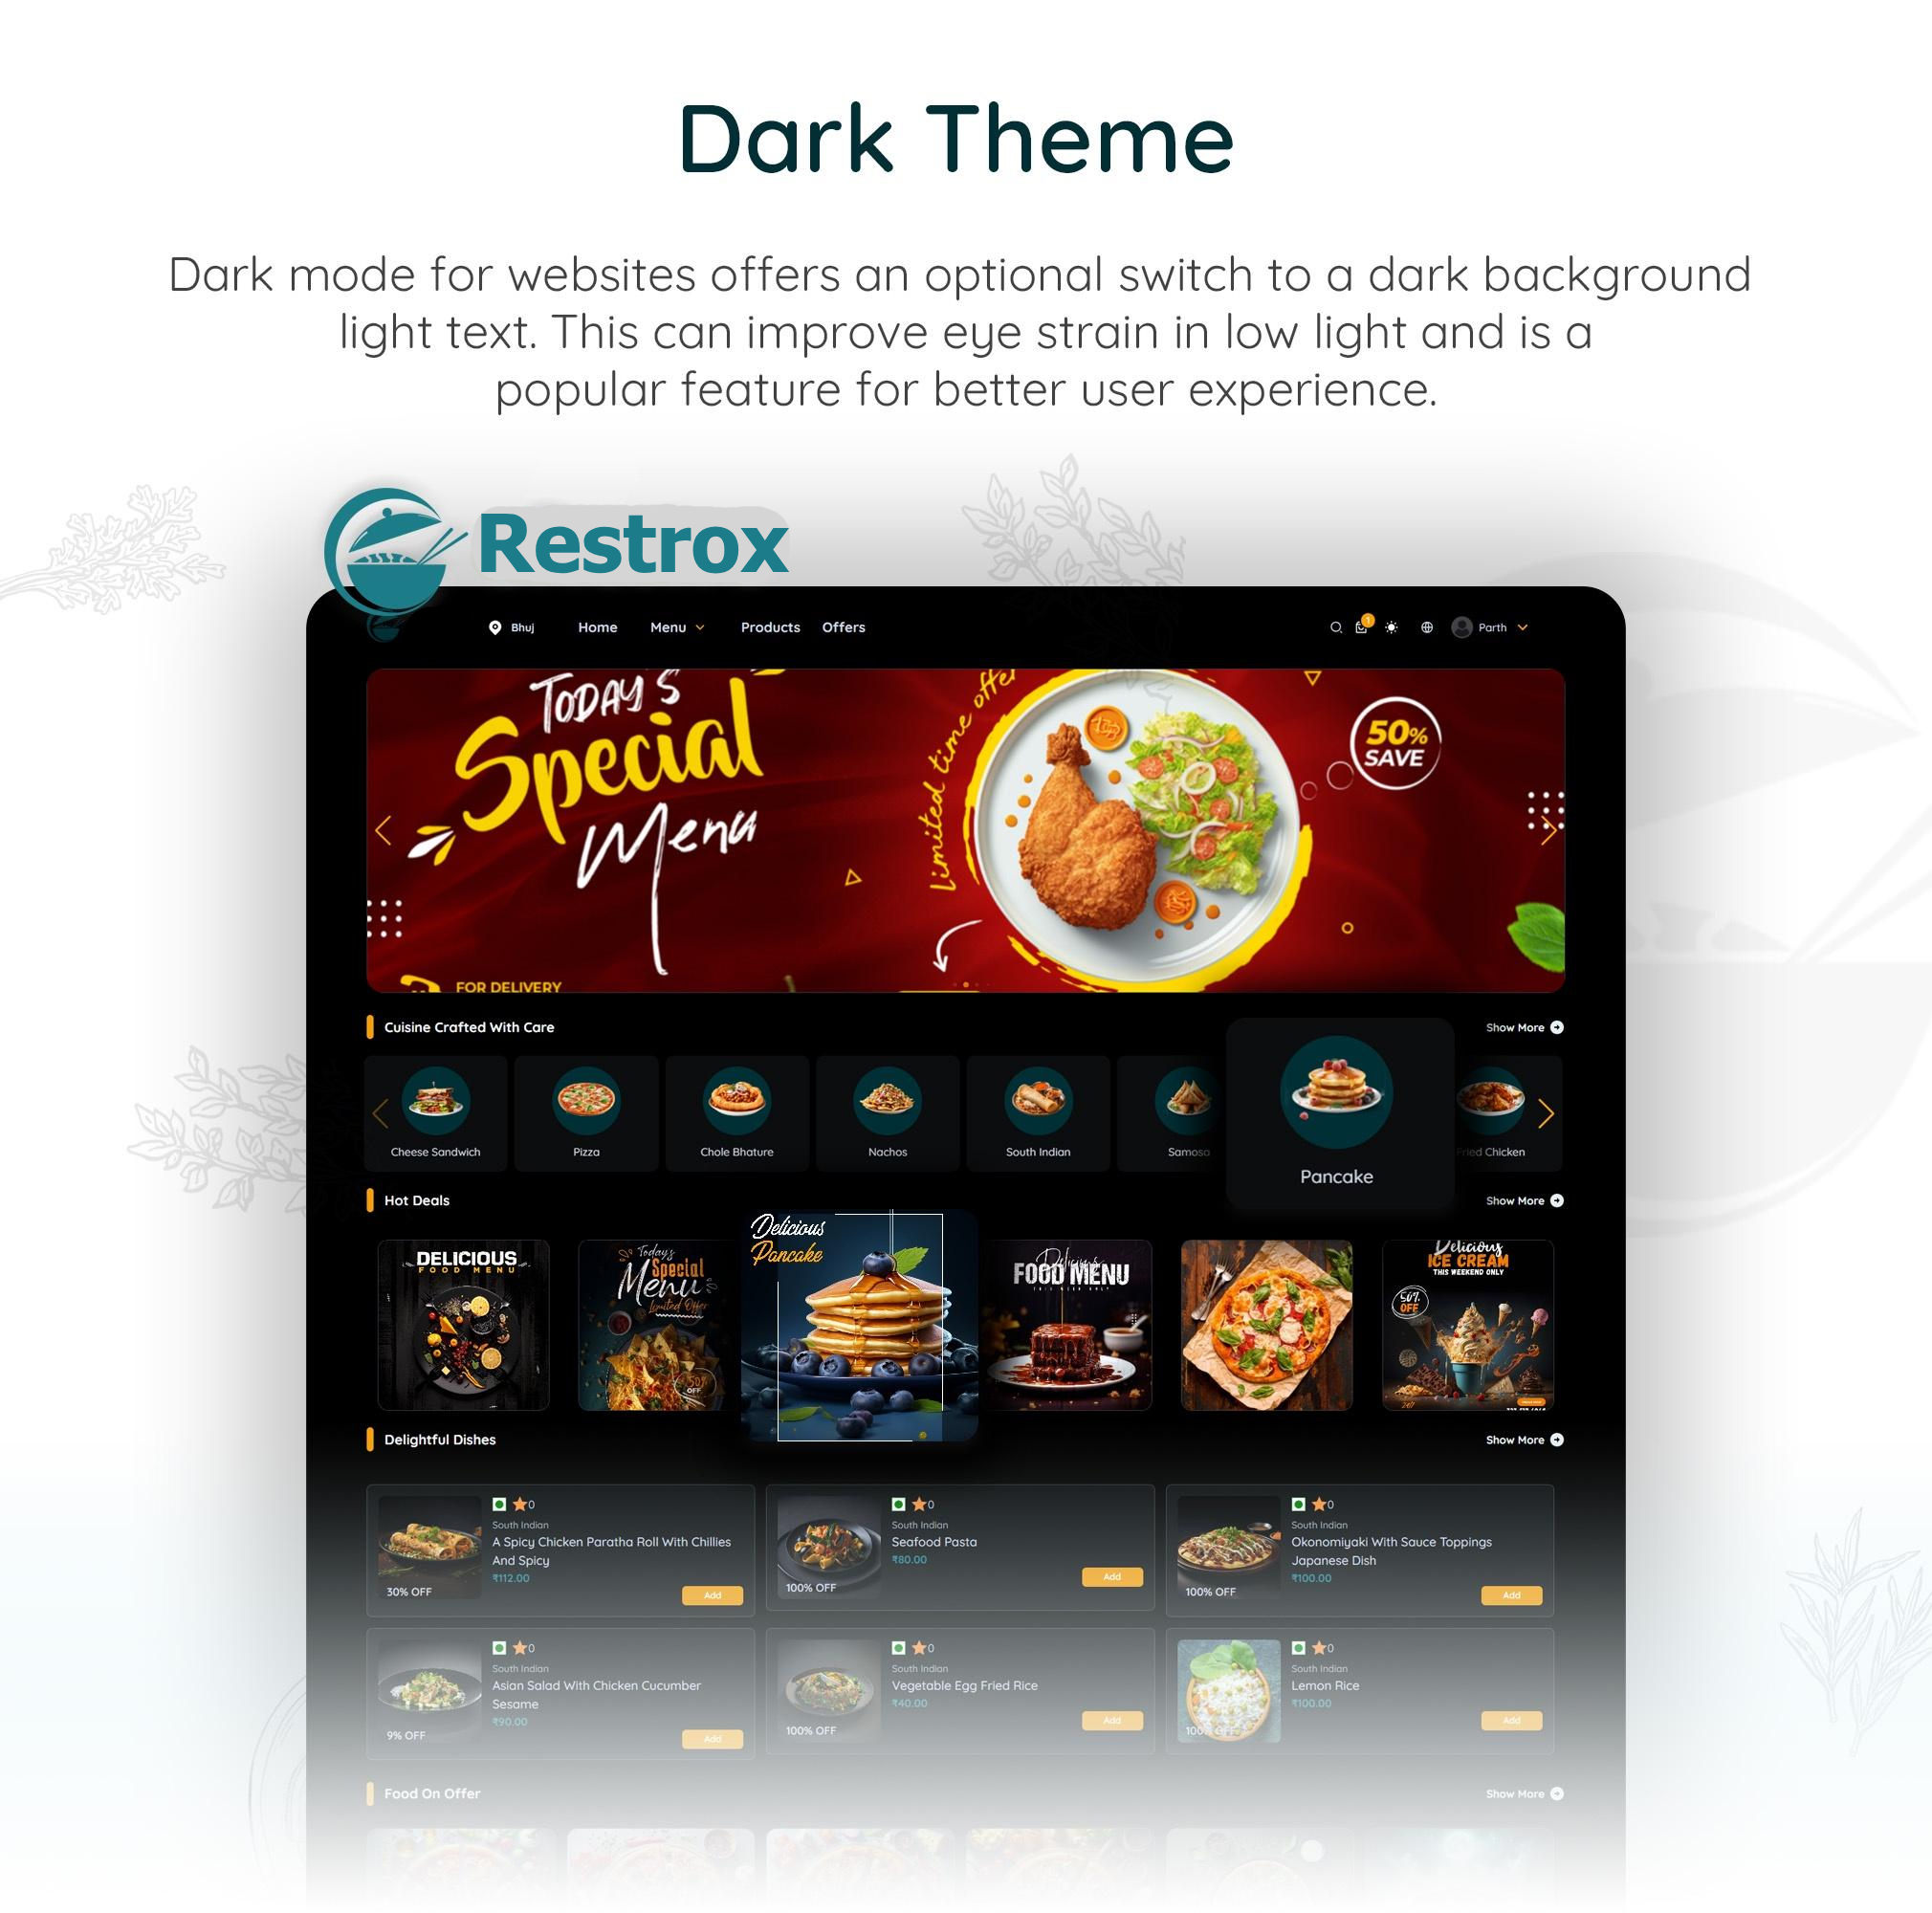 Dark Theme
Dark mode for websites offers an optional switch to a dark background
light text. This can improve eye strain in low light and is a
popular feature for better user experience.
Restrox
Bhuj Home Menu Products Offers 1 Parth
TODAY'S
Special
Menu
Limited time offer
50%
SAVE
FOR DELIVERY
Cuisine Crafted With Care Show More
Cheese Sandwich Pizza Chole Bhature Nachos South Indian Samosa Pancake Fried Chicken
Hot Deals Show More
DELICIOUS
FOOD MENU
Today's
Special
Menu
Limited Offer
50%
OFF
Delicious
Pancake
Delicious
FOOD MENU
THIS WEEK ONLY
Delicious
ICE CREAM
THIS WEEKEND ONLY
50%
OFF
Delightful Dishes Show More
0
South Indian
A Spicy Chicken Paratha Roll With Chillies
And Spicy
₹112.00
30% OFF
Add
0
South Indian
Seafood Pasta
₹80.00
100% OFF
Add
0
South Indian
Okonomiyaki With Sauce Toppings
Japanese Dish
₹100.00
100% OFF
Add
0
South Indian
Asian Salad With Chicken Cucumber
Sesame
₹90.00
9% OFF
Add
0
South Indian
Vegetable Egg Fried Rice
₹40.00
100% OFF
Add
0
South Indian
Lemon Rice
₹100.00
100% OFF
Add
Food On Offer Show More